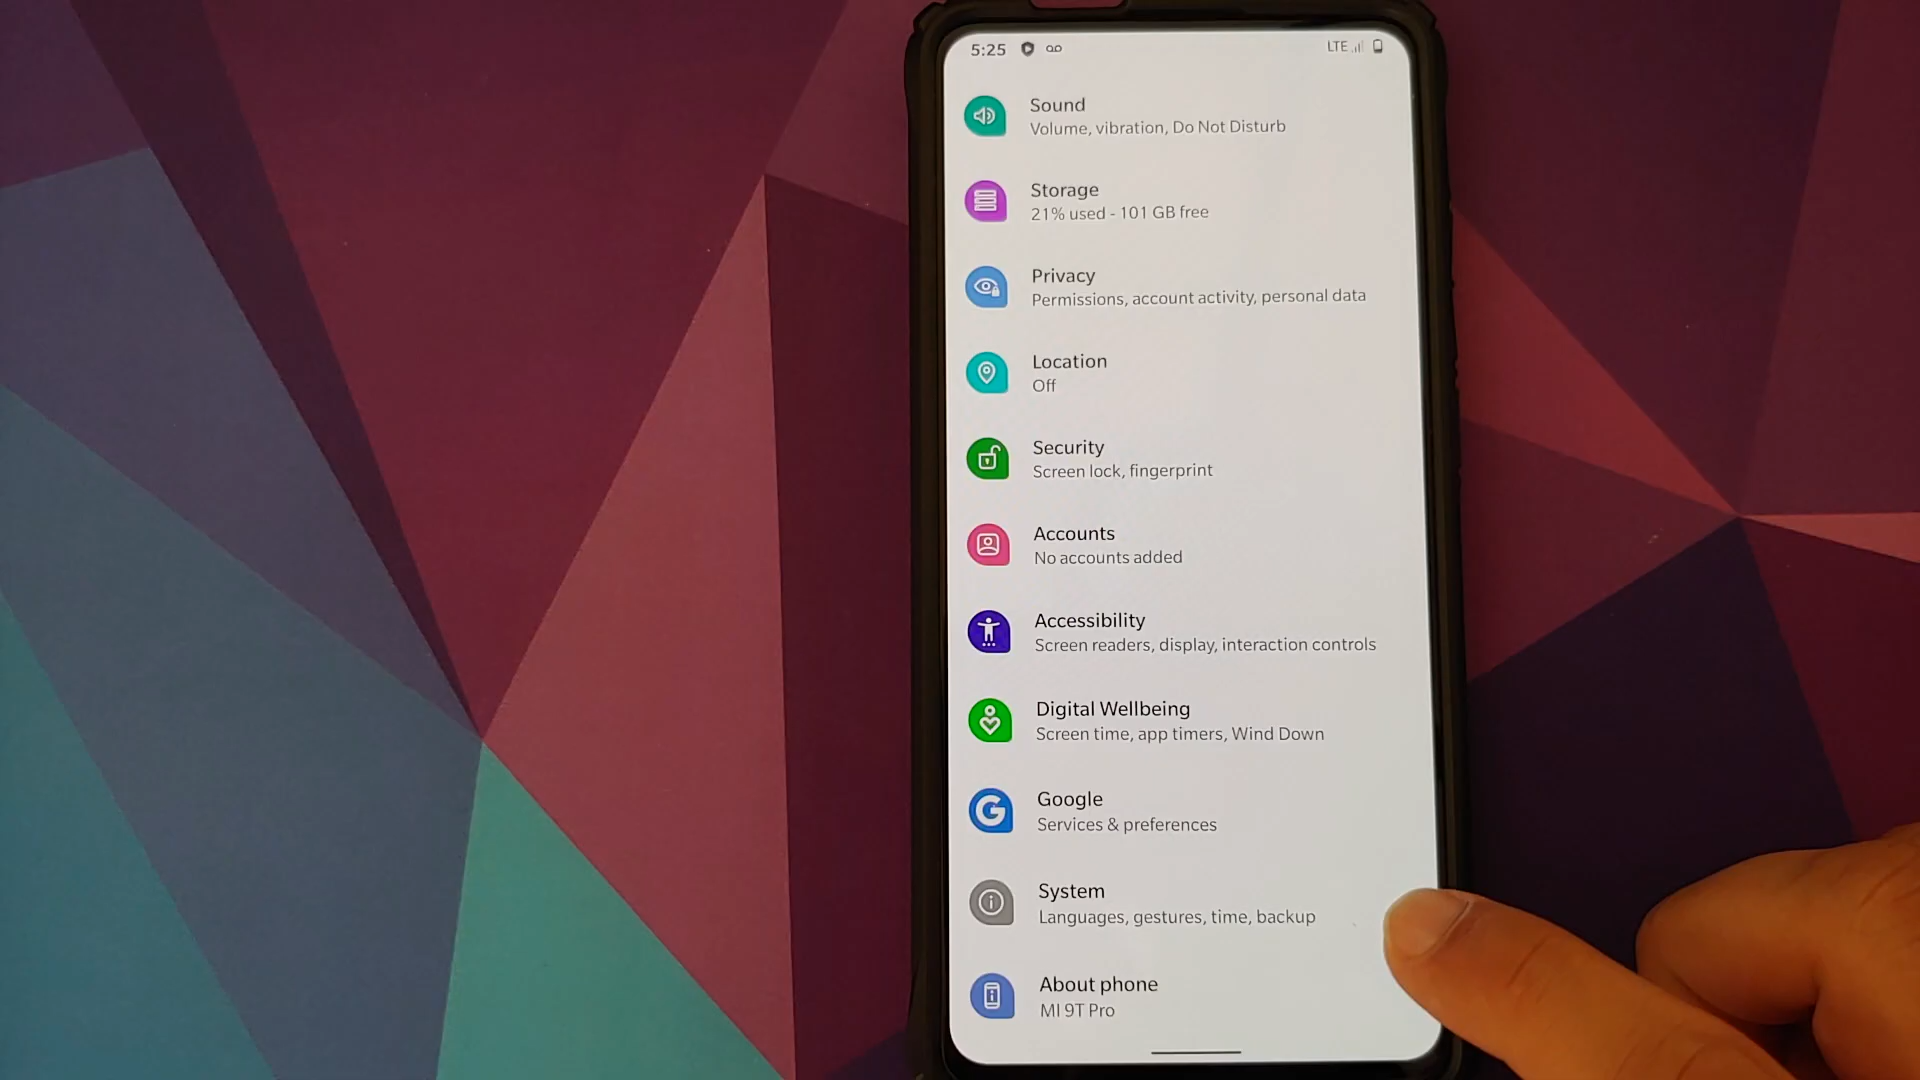 5:25 LTE
Sound
Volume, vibration, Do Not Disturb
Storage
21% used - 101 GB free
Privacy
Permissions, account activity, personal data
Location
Off
Security
Screen lock, fingerprint
Accounts
No accounts added
Accessibility
Screen readers, display, interaction controls
Digital Wellbeing
Screen time, app timers, Wind Down
G
Google
Services & preferences
System
Languages, gestures, time, backup
About phone
MI 9T Pro